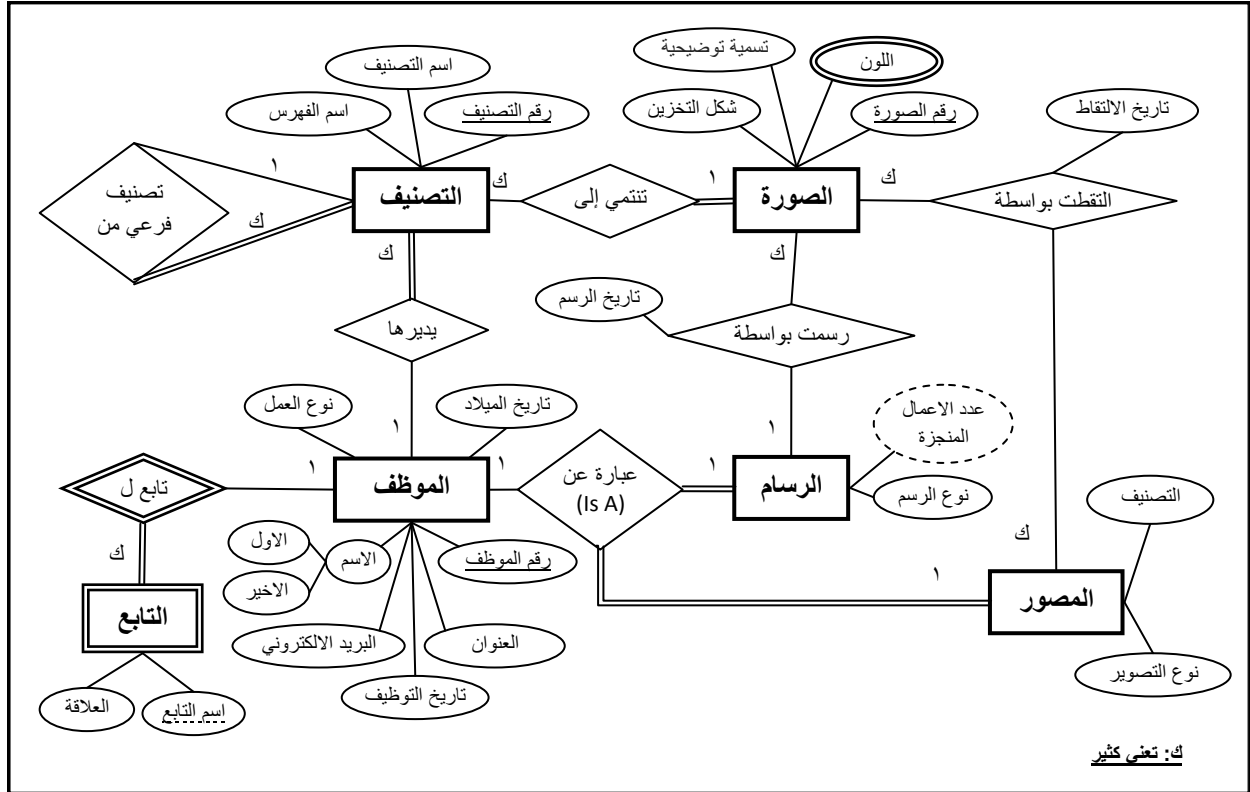 تسمية توضيحية
اللون
اسم التصنيف
شكل التخزين
رقم الصورة
تاريخ الالتقاط
اسم الفهرس
رقم التصنيف
١
تصنيف
فرعي من
ك
التصنيف
ك
تنتمي إلى
١
الصورة
ك
التقطت بواسطة
ك
ك
تاريخ الرسم
يديرها
رسمت بواسطة
نوع العمل
تاريخ الميلاد
عدد الاعمال
المنجزة
١
١
تابع ل
١
الموظف
١
عبارة عن
(Is A)
١
الرسام
نوع الرسم
التصنيف
ك
الاول
الاخير
الاسم
رقم الموظف
ك
١
المصور
التابع
البريد الالكتروني
العنوان
نوع التصوير
تاريخ التوظيف
العلاقة
اسم التابع
ك: تعني كثير